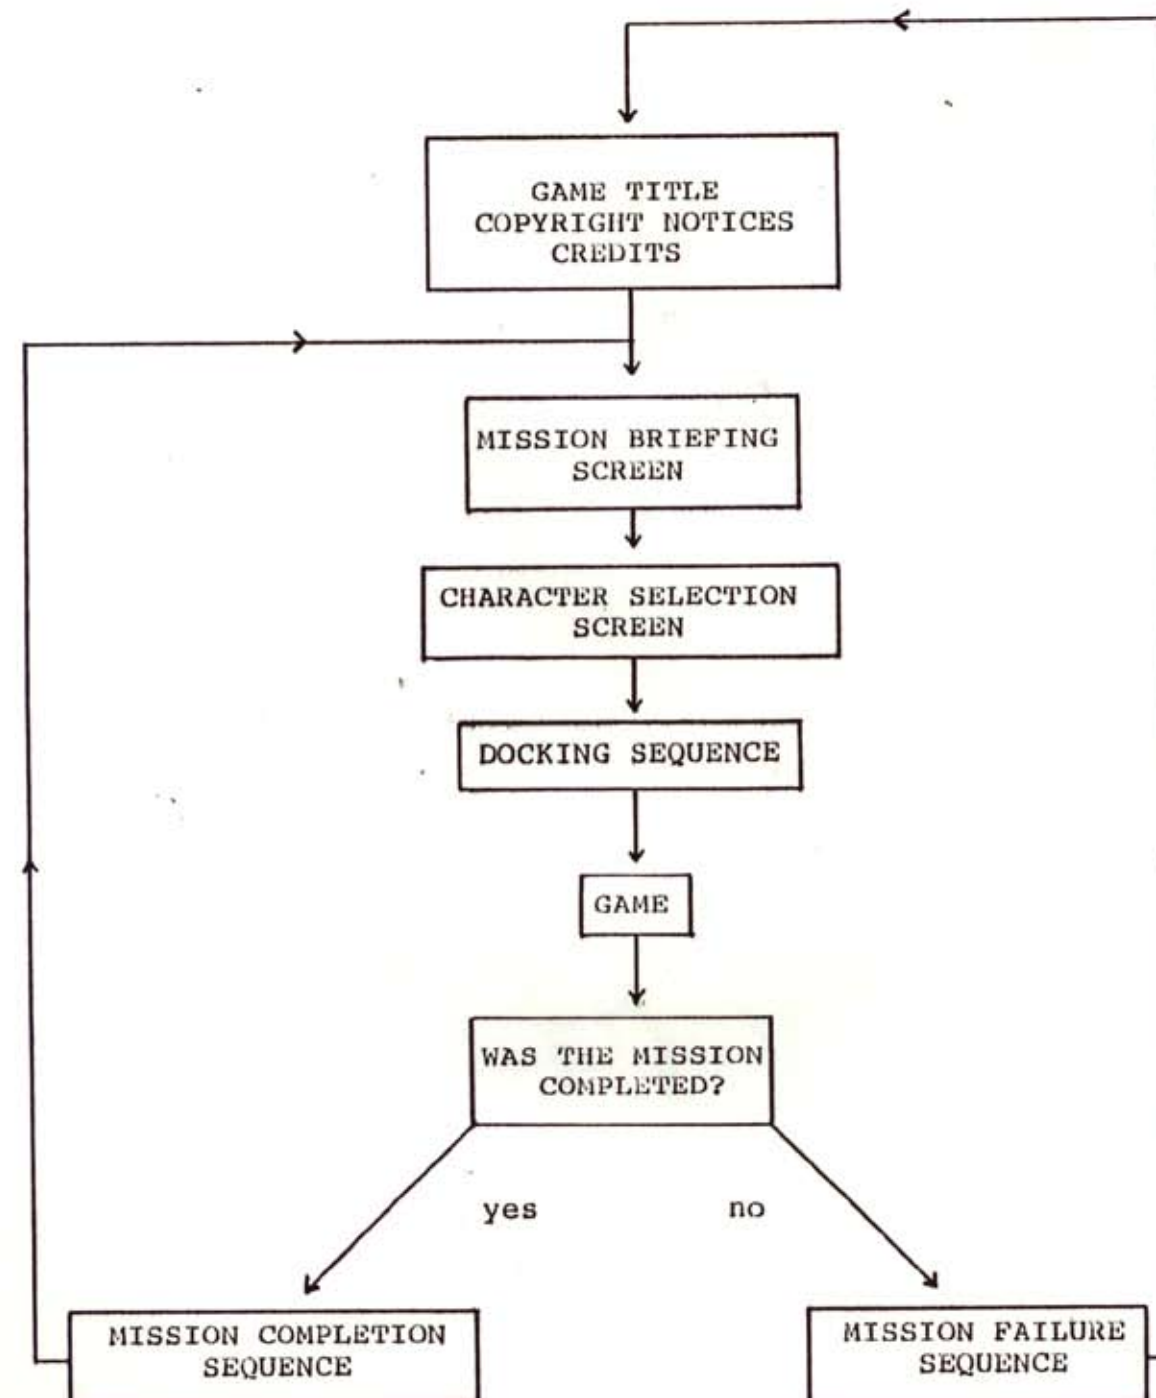 GAME TITLE
COPYRIGHT NOTICES
CREDITS
MISSION BRIEFING
SCREEN
CHARACTER SELECTION
SCREEN
DOCKING SEQUENCE
GAME
WAS THE MISSION
COMPLETED?
yes
no
MISSION COMPLETION
SEQUENCE
MISSION FAILURE
SEQUENCE